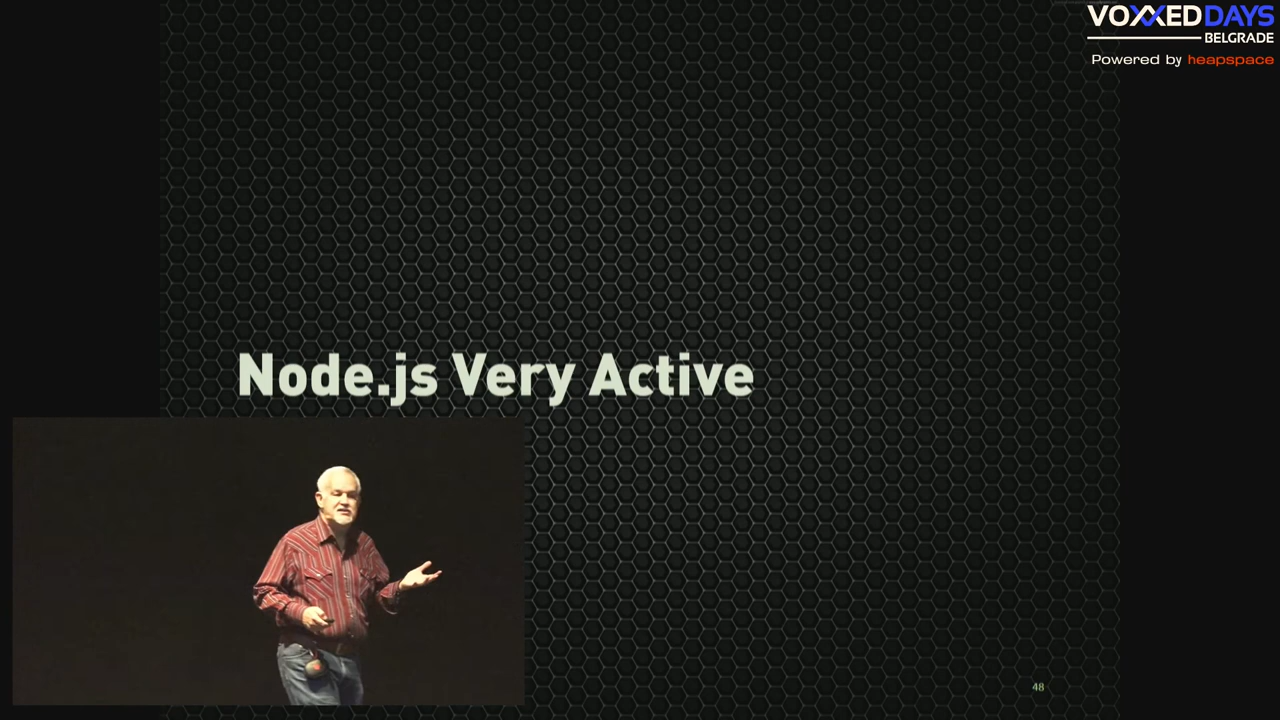 VOXXED DAYS
BELGRADE
Powered by heapspace
Node.js Very Active
48